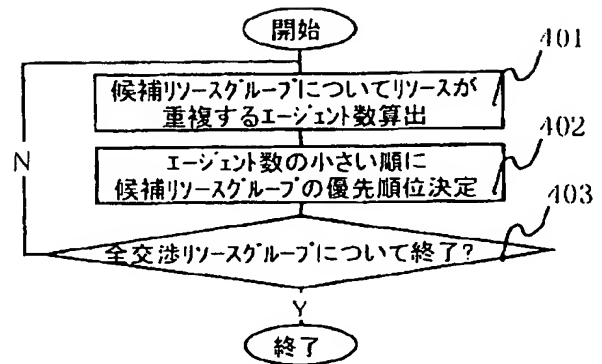 開始
401
候補リソースグループについてリソースが
重複するエージェント数算出
402
エージェント数の小さい順に
候補リソースグループの優先順位決定
N
403
全交渉リソースグループについて終了?
Y
終了